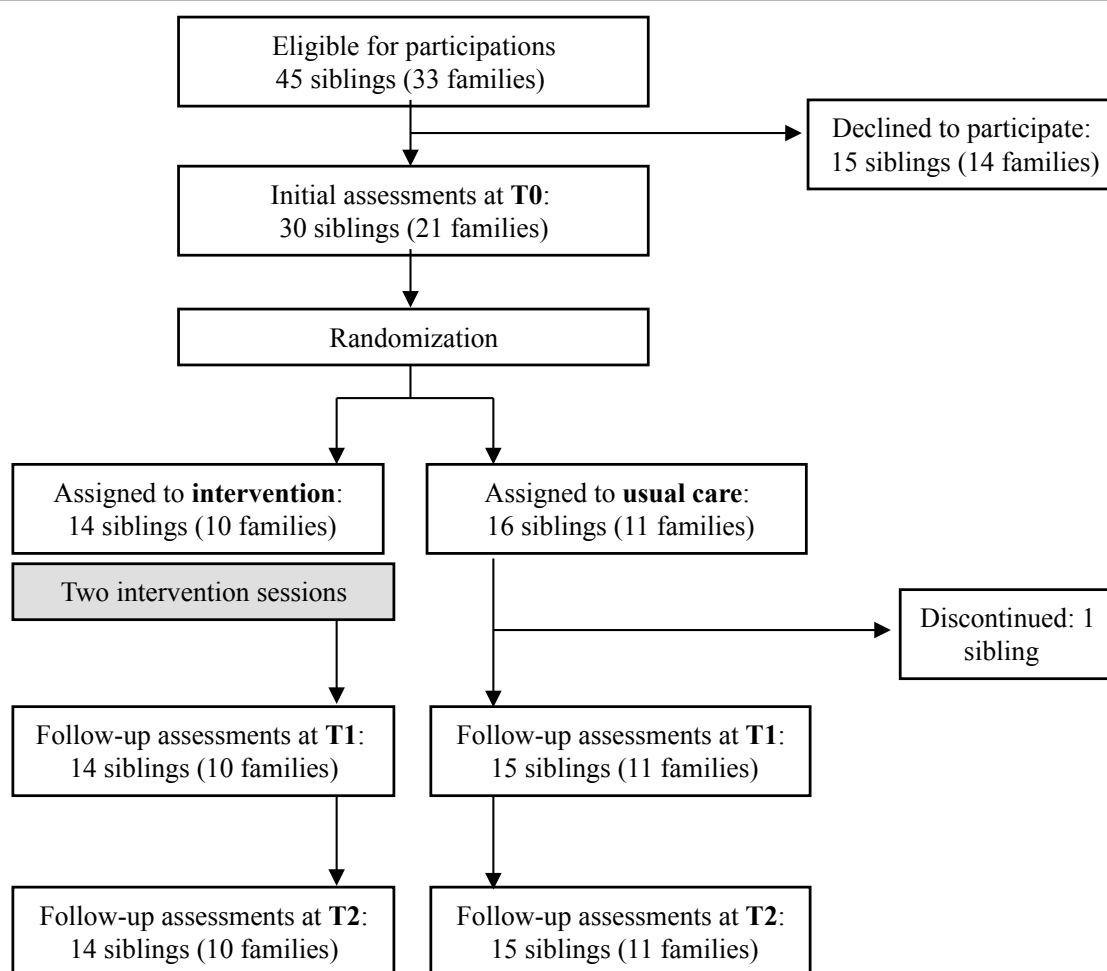 Eligible for participations
45 siblings (33 families)
Declined to participate:
15 siblings (14 families)
Initial assessments at T0:
30 siblings (21 families)
Randomization
Assigned to intervention:
14 siblings (10 families)
Assigned to usual care:
16 siblings (11 families)
Two intervention sessions
Discontinued: 1
sibling
Follow-up assessments at T1:
14 siblings (10 families)
Follow-up assessments at T1:
15 siblings (11 families)
Follow-up assessments at T2:
14 siblings (10 families)
Follow-up assessments at T2:
15 siblings (11 families)